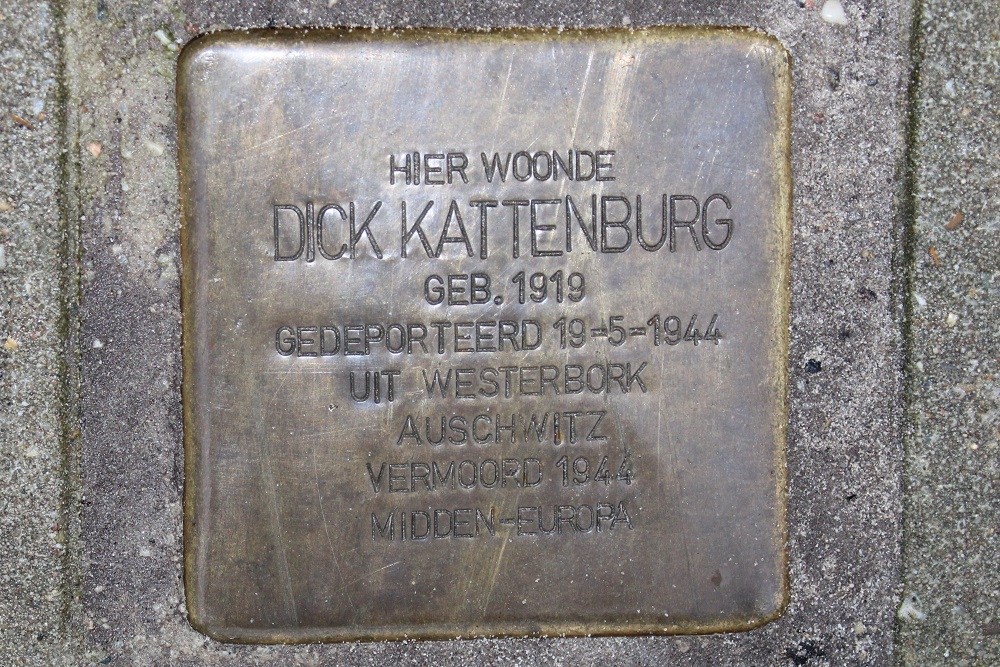 HIER WOONDE
DICK KATTENBURG
GEB. 1919
GEDEPORTEERD 19-5-1944
UIT WESTERBORK
AUSCHWITZ
VERMOORD 1944
MIDDEN-EUROPA